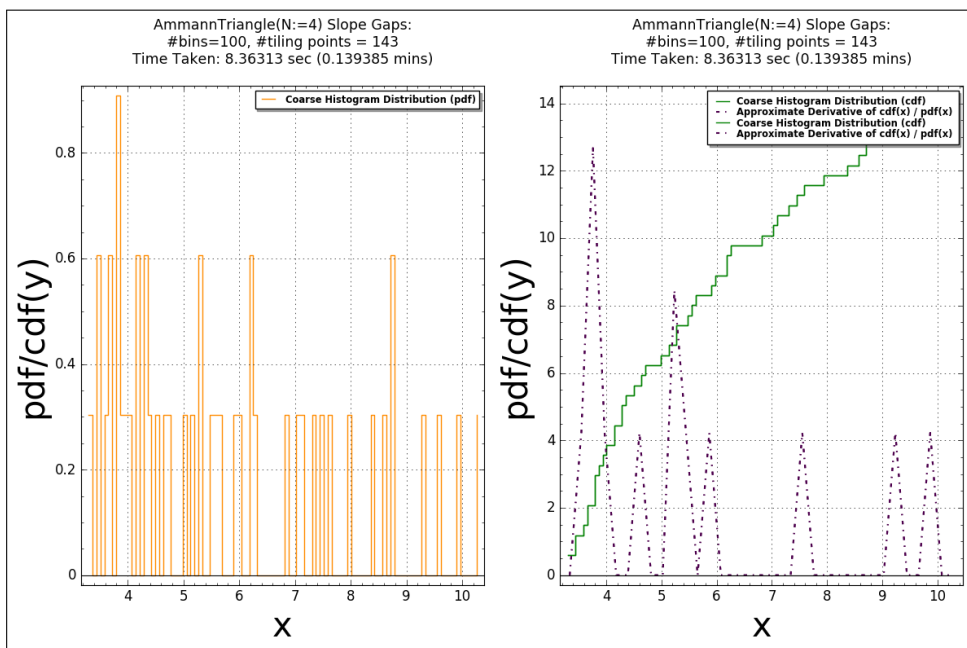 AmmannTriangle(N:=4) Slope Gaps:
#bins=100, #tiling points = 143
Time Taken: 8.36313 sec (0.139385 mins)
Coarse Histogram Distribution (pdf)
pdf/cdf(y)
0.8
0.6
0.4
0.2
0
4 5 6 7 8 9 10
x
AmmannTriangle(N:=4) Slope Gaps:
#bins=100, #tiling points = 143
Time Taken: 8.36313 sec (0.139385 mins)
Coarse Histogram Distribution (cdf)
Approximate Derivative of cdf(x) / pdf(x)
Coarse Histogram Distribution (cdf)
Approximate Derivative of cdf(x) / pdf(x)
pdf/cdf(y)
14
12
10
8
6
4
2
0
4 5 6 7 8 9 10
x